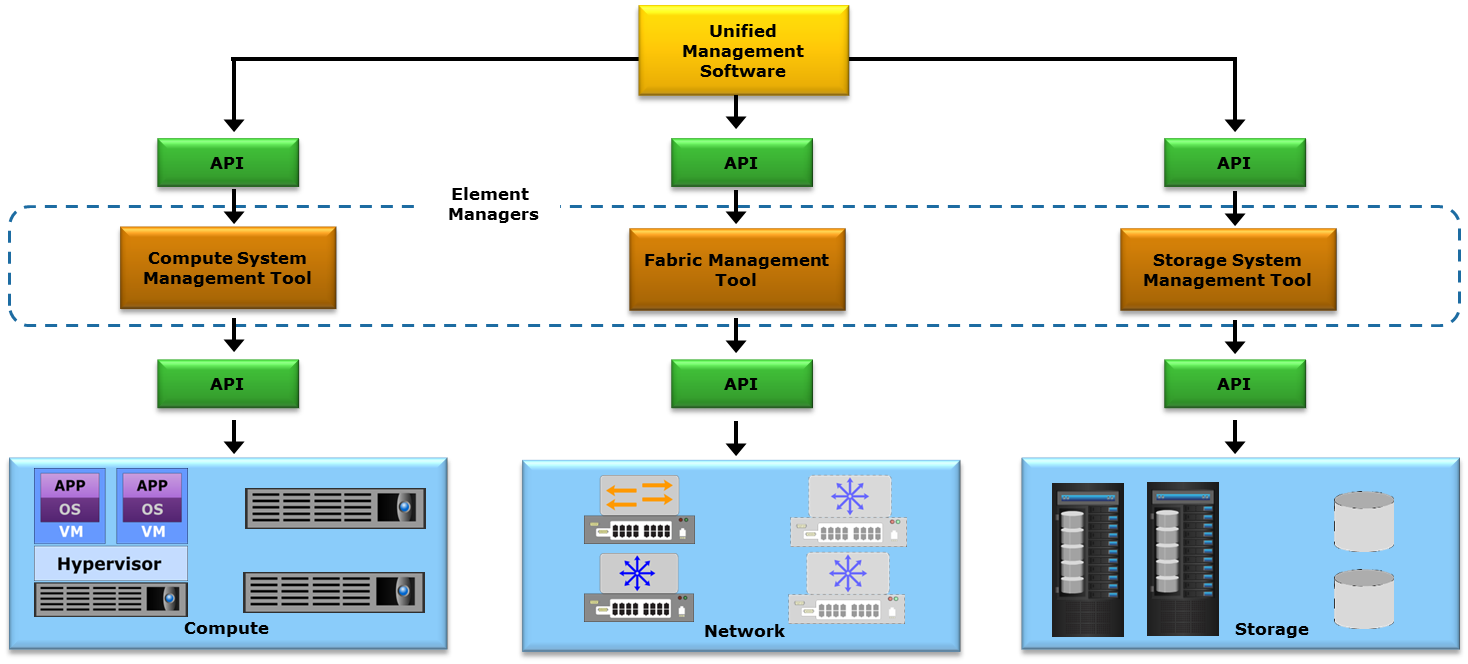 Unified
Management
Software
API
API
API
Element
Managers
Compute System
Management Tool
Fabric Management
Tool
Storage System
Management Tool
API
API
API
APP
OS
VM
APP
OS
VM
Hypervisor
Compute
Network
Storage